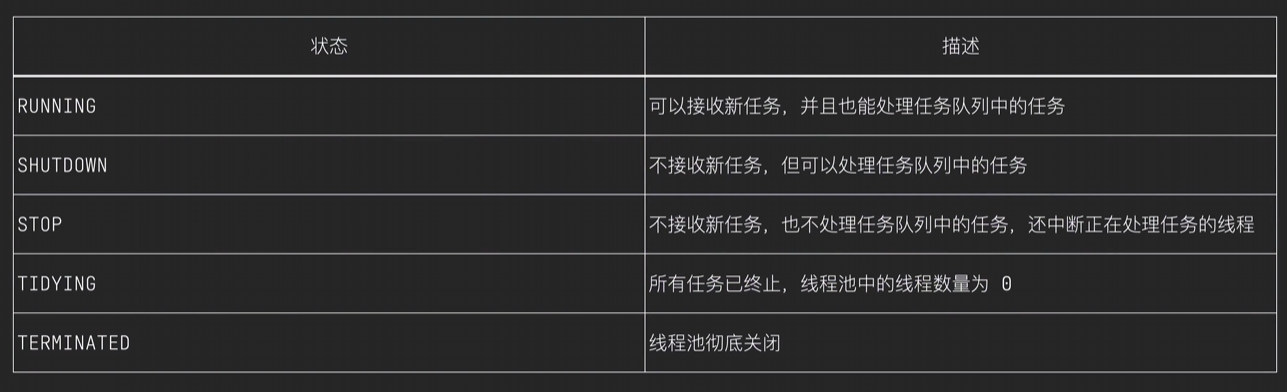 状态 描述
RUNNING 可以接收新任务，并且也能处理任务队列中的任务
SHUTDOWN 不接收新任务，但可以处理任务队列中的任务
STOP 不接收新任务，也不处理任务队列中的任务，还中断正在处理任务的线程
TIDYING 所有任务已终止，线程池中的线程数量为 0
TERMINATED 线程池彻底关闭